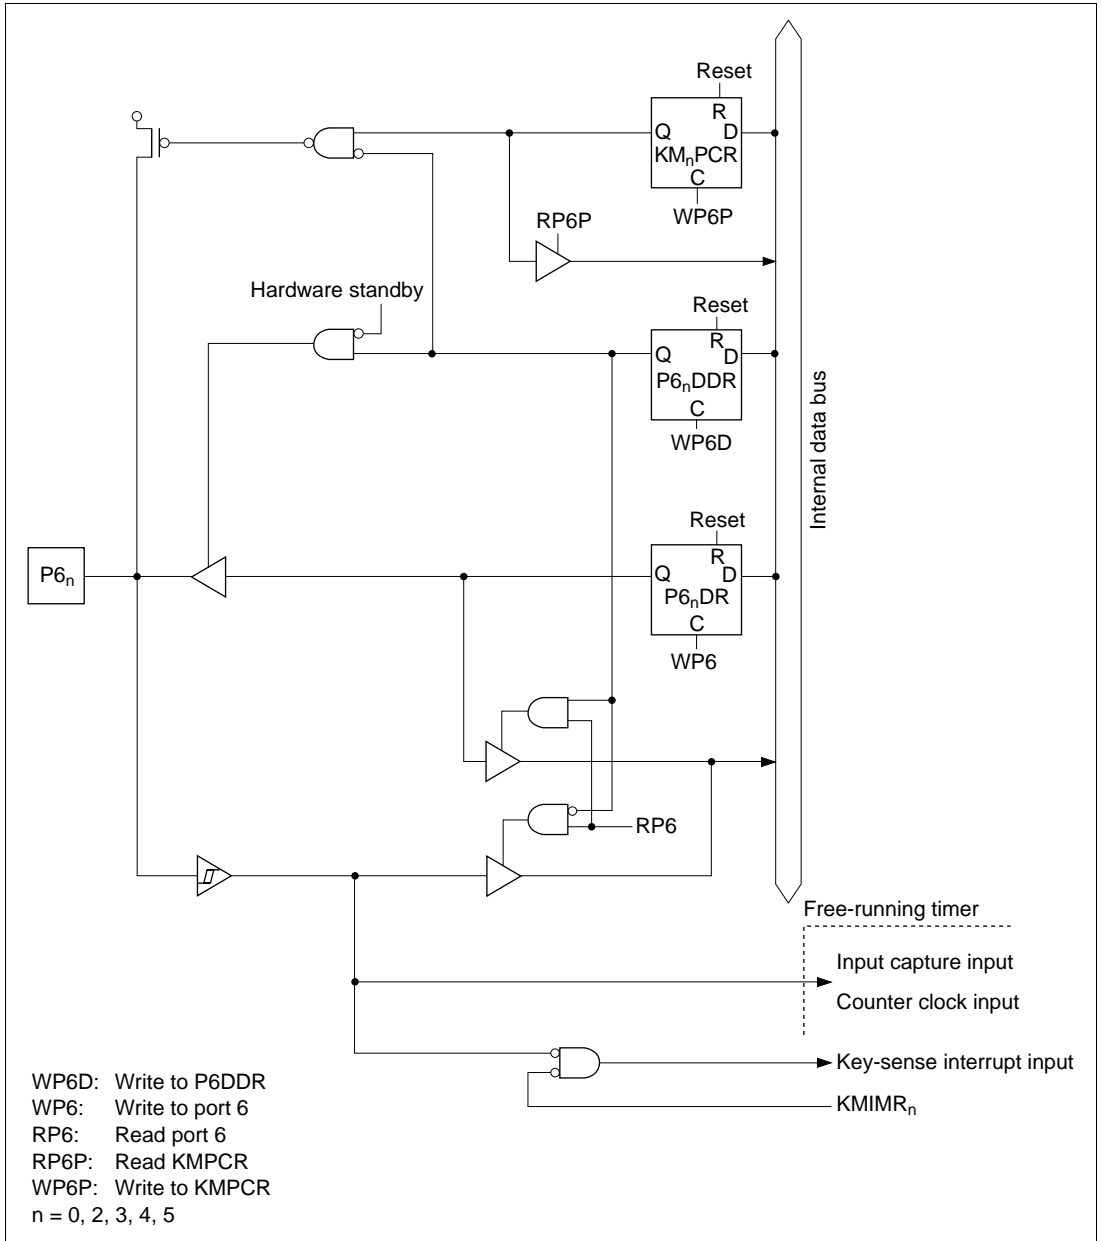 Reset
R
Q D
KMnPCR
C
WP6P
RP6P
Hardware standby
Reset
R
Q D
P6nDDR
C
WP6D
Internal data bus
Reset
R
Q D
P6nDR
C
WP6
P6n
RP6
Free-running timer
Input capture input
Counter clock input
Key-sense interrupt input
KMIMRn
WP6D: Write to P6DDR
WP6: Write to port 6
RP6: Read port 6
RP6P: Read KMPCR
WP6P: Write to KMPCR
n = 0, 2, 3, 4, 5